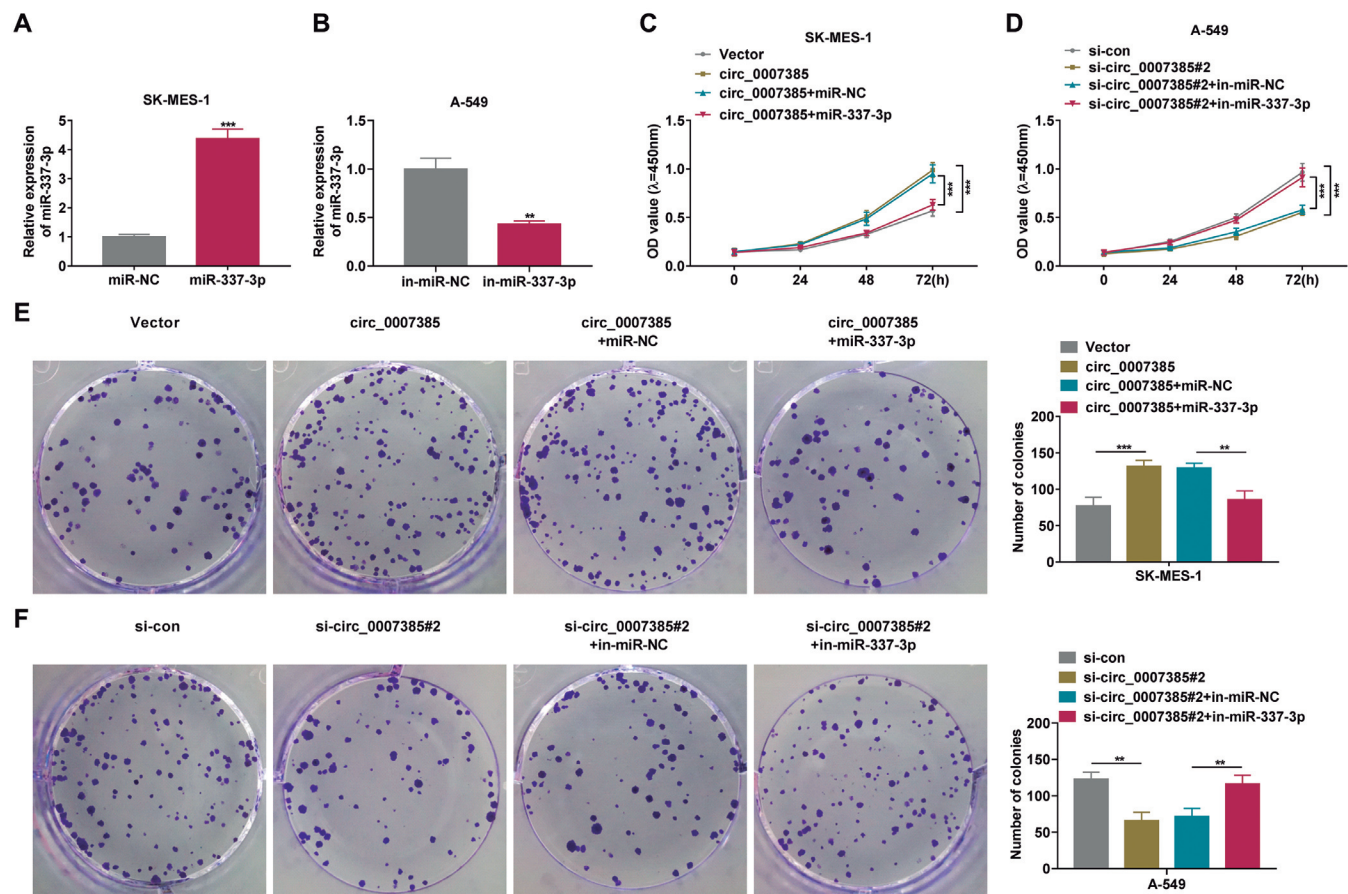 A
SK-MES-1
Relative expression
of miR-337-3p
5
4
3
2
1
0
***
miR-NC
miR-337-3p
B
A-549
Relative expression
of miR-337-3p
1.5
1.0
0.5
0.0
**
in-miR-NC
in-miR-337-3p
C
SK-MES-1
Vector
circ_0007385
circ_0007385+miR-NC
circ_0007385+miR-337-3p
OD value (λ=450nm)
1.5
1.0
0.5
0.0
***
***
0
24
48
72(h)
D
A-549
si-con
si-circ_0007385#2
si-circ_0007385#2+in-miR-NC
si-circ_0007385#2+in-miR-337-3p
OD value (λ=450nm)
1.5
1.0
0.5
0.0
***
***
0
24
48
72(h)
E
Vector
circ_0007385
circ_0007385
+miR-NC
circ_0007385
+miR-337-3p
Vector
circ_0007385
circ_0007385+miR-NC
circ_0007385+miR-337-3p
Number of colonies
200
150
100
50
0
***
**
SK-MES-1
F
si-con
si-circ_0007385#2
si-circ_0007385#2
+in-miR-NC
si-circ_0007385#2
+in-miR-337-3p
si-con
si-circ_0007385#2
si-circ_0007385#2+in-miR-NC
si-circ_0007385#2+in-miR-337-3p
Number of colonies
200
150
100
50
0
**
**
A-549